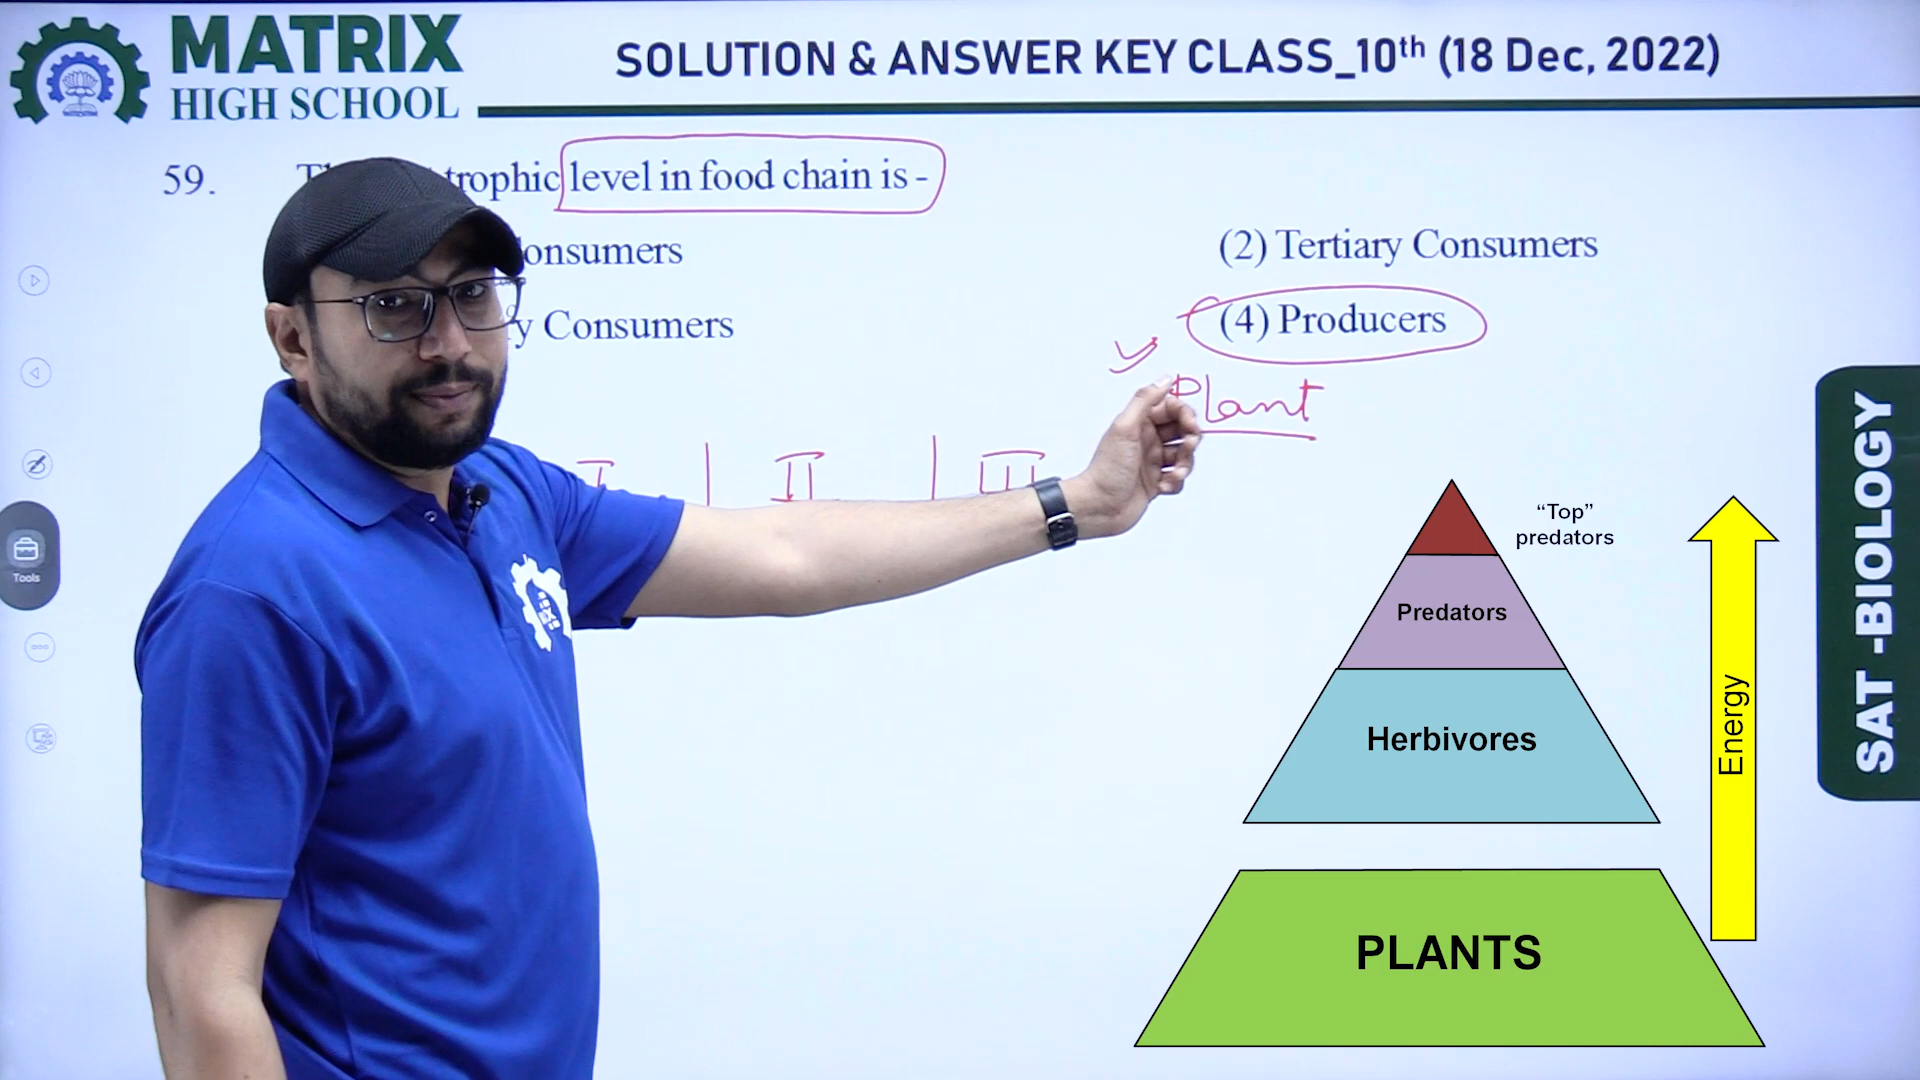 MATRIX
HIGH SCHOOL
SOLUTION & ANSWER KEY CLASS_10th (18 Dec, 2022)
59. trophic level in food chain is -
onsumers
(2) Tertiary Consumers
y Consumers
(4) Producers
Plant
I II III
"Top"
predators
Predators
Herbivores
PLANTS
Energy
SAT -BIOLOGY
Tools